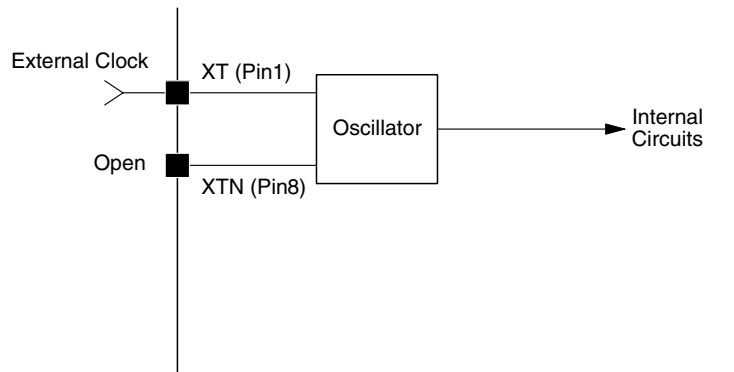 External Clock
XT (Pin1)
Oscillator
Internal
Circuits
Open
XTN (Pin8)